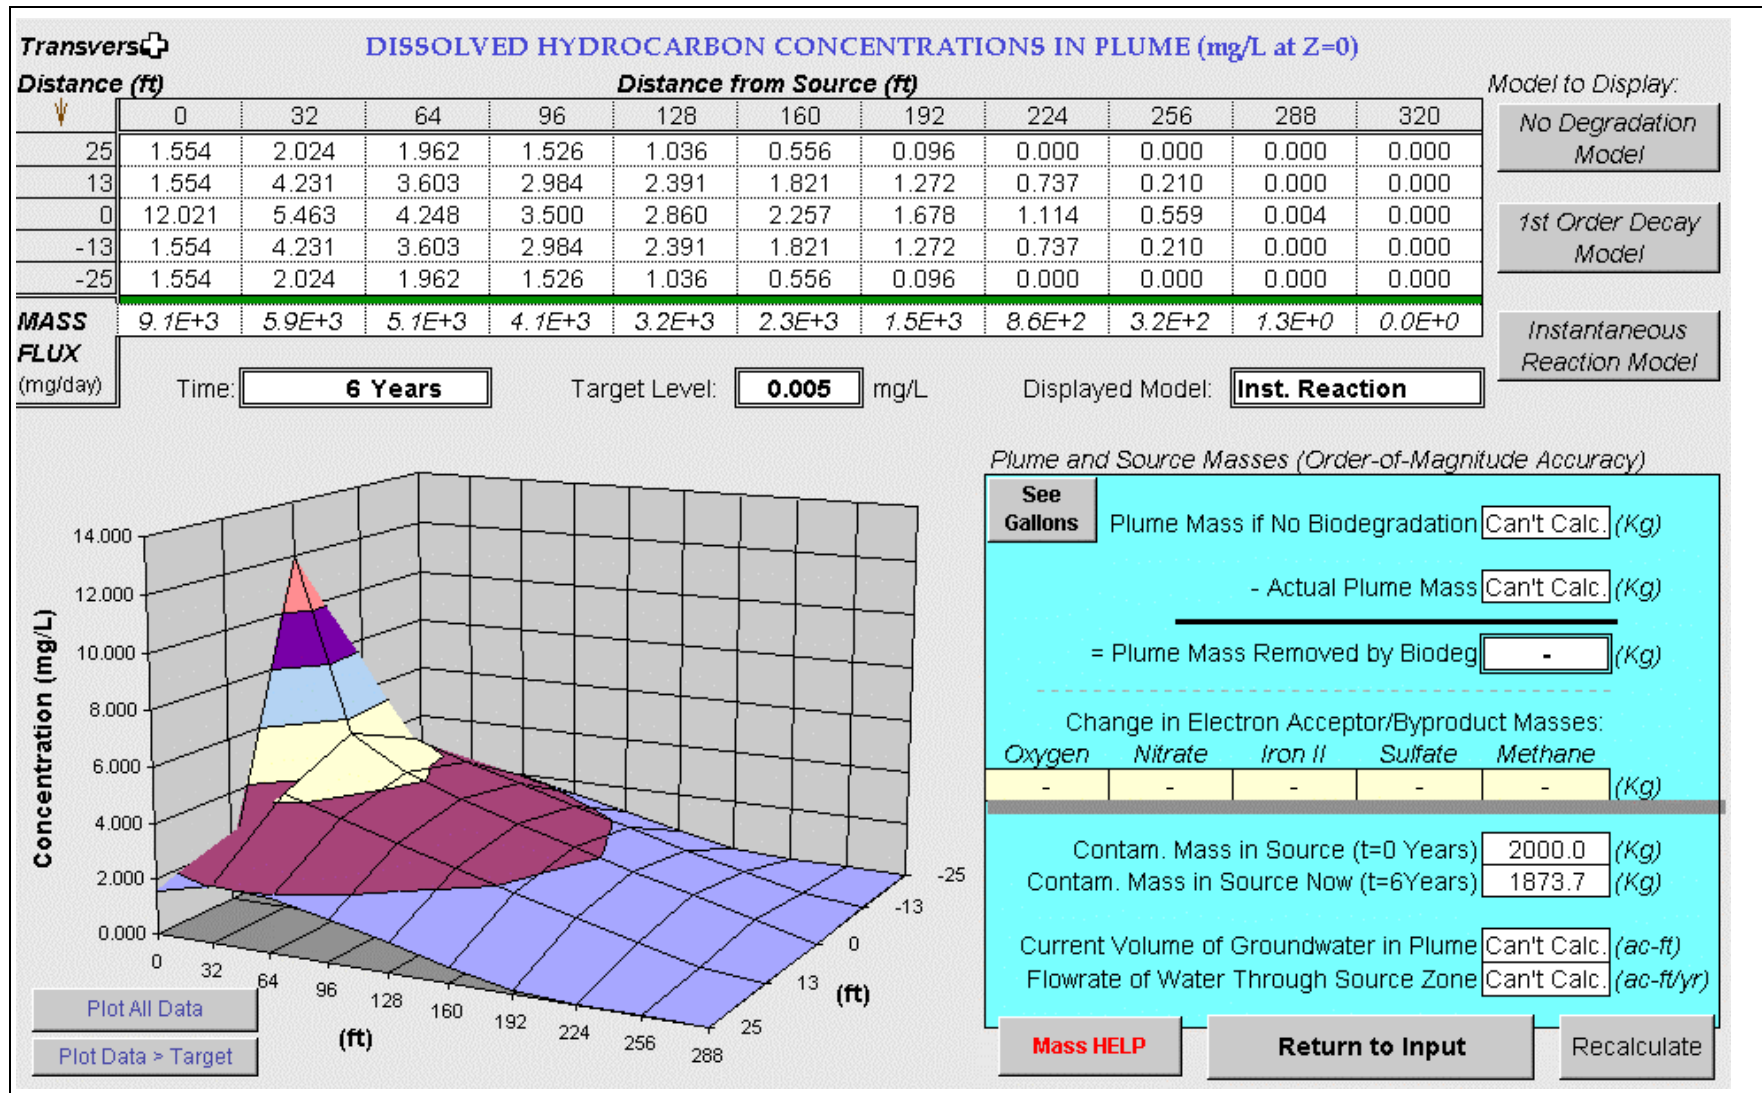 Transvers
DISSOLVED HYDROCARBON CONCENTRATIONS IN PLUME (mg/L at Z=0)
Distance (ft)
Distance from Source (ft)
Model to Display:
0 32 64 96 128 160 192 224 256 288 320
25 1.554 2.024 1.962 1.526 1.036 0.556 0.096 0.000 0.000 0.000 0.000
13 1.554 4.231 3.603 2.984 2.391 1.821 1.272 0.737 0.210 0.000 0.000
0 12.021 5.463 4.248 3.500 2.860 2.257 1.678 1.114 0.559 0.004 0.000
-13 1.554 4.231 3.603 2.984 2.391 1.821 1.272 0.737 0.210 0.000 0.000
-25 1.554 2.024 1.962 1.526 1.036 0.556 0.096 0.000 0.000 0.000 0.000
MASS 9.1E+3 5.9E+3 5.1E+3 4.1E+3 3.2E+3 2.3E+3 1.5E+3 8.6E+2 3.2E+2 1.3E+0 0.0E+0
FLUX
(mg/day)
No Degradation
Model
1st Order Decay
Model
Instantaneous
Reaction Model
Time: 6 Years
Target Level: 0.005 mg/L
Displayed Model: Inst. Reaction
Concentration (mg/L)
14.000
12.000
10.000
8.000
6.000
4.000
2.000
0.000
0 32 64 96 128 160 192 224 256 288
(ft)
-25
-13
0
13
25
(ft)
Plot All Data
Plot Data > Target
Plume and Source Masses (Order-of-Magnitude Accuracy)
See
Gallons
Plume Mass if No Biodegradation Can't Calc. (Kg)
- Actual Plume Mass Can't Calc. (Kg)
= Plume Mass Removed by Biodeg - (Kg)
Change in Electron Acceptor/Byproduct Masses:
Oxygen Nitrate Iron II Sulfate Methane
- - - - - (Kg)
Contam. Mass in Source (t=0 Years) 2000.0 (Kg)
Contam. Mass in Source Now (t=6Years) 1873.7 (Kg)
Current Volume of Groundwater in Plume Can't Calc. (ac-ft)
Flowrate of Water Through Source Zone Can't Calc. (ac-ft/yr)
Mass HELP
Return to Input
Recalculate